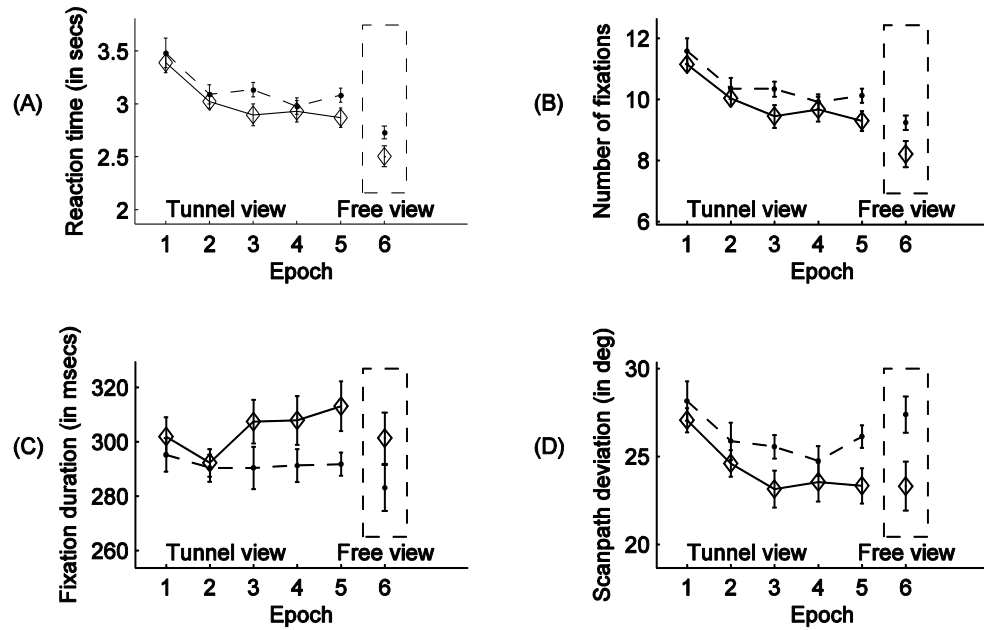 (A)
Reaction time (in secs)
3.5
3
2.5
2
Tunnel view
Free view
1 2 3 4 5 6
Epoch
(B)
Number of fixations
12
10
8
6
Tunnel view
Free view
1 2 3 4 5 6
Epoch
(C)
Fixation duration (in msecs)
320
300
280
260
Tunnel view
Free view
1 2 3 4 5 6
Epoch
(D)
Scanpath deviation (in deg)
30
25
20
Tunnel view
Free view
1 2 3 4 5 6
Epoch